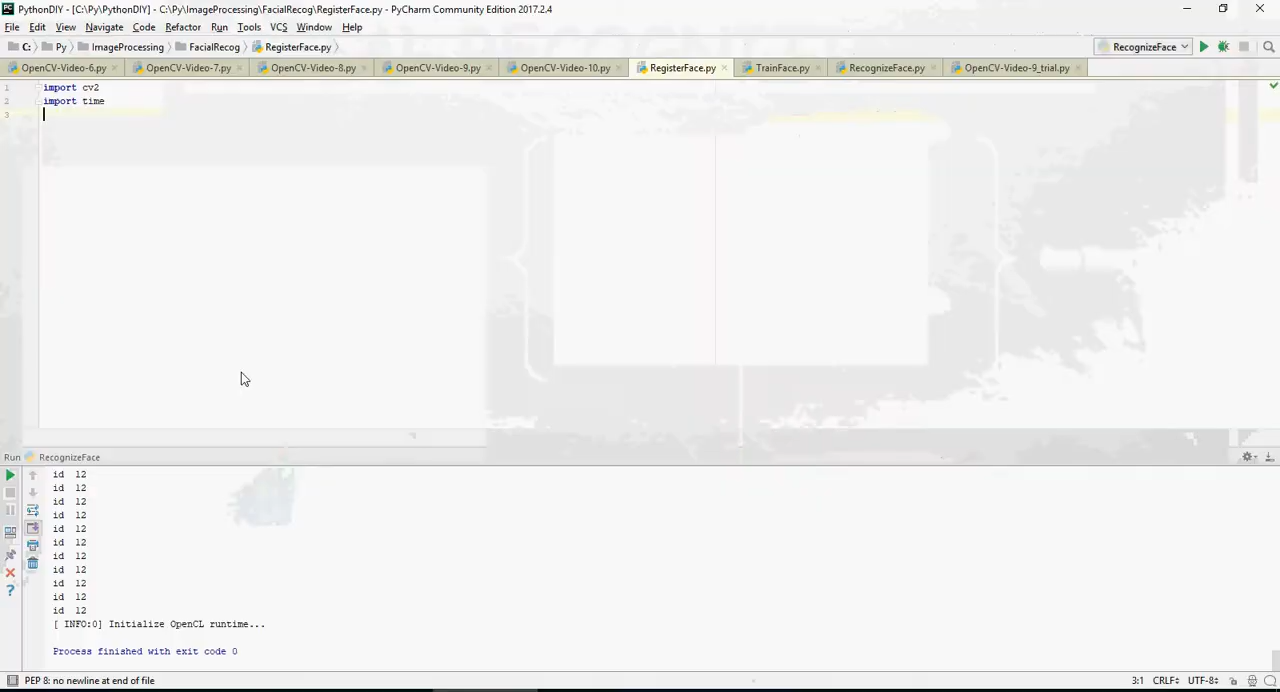 PythonDIY - [C:\Py\PythonDIY] - C:\Py\ImageProcessing\FacialRecog\RegisterFace.py - PyCharm Community Edition 2017.2.4
File Edit View Navigate Code Refactor Run Tools VCS Window Help
C: Py ImageProcessing FacialRecog RegisterFace.py RecognizeFace
OpenCV-Video-6.py OpenCV-Video-7.py OpenCV-Video-8.py OpenCV-Video-9.py OpenCV-Video-10.py RegisterFace.py TrainFace.py RecognizeFace.py OpenCV-Video-9_trial.py
1 import cv2
2 import time
3
Run RecognizeFace
id 12
id 12
id 12
id 12
id 12
id 12
id 12
id 12
id 12
id 12
id 12
[ INFO:0] Initialize OpenCL runtime...
Process finished with exit code 0
PEP 8: no newline at end of file 3:1 CRLF UTF-8